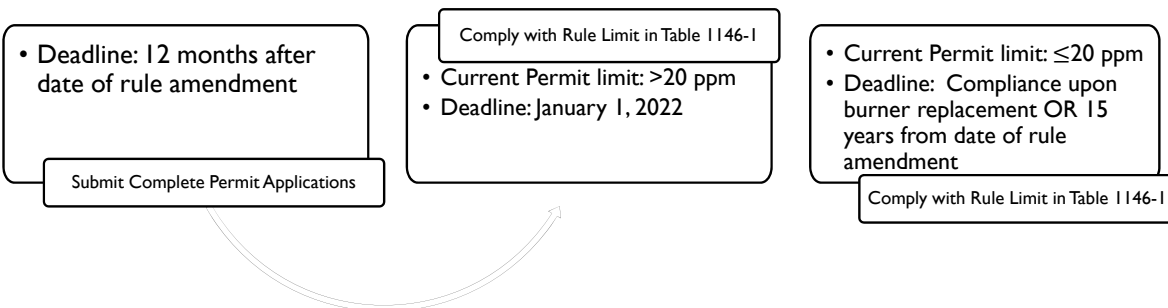 • Deadline: 12 months after
date of rule amendment
Submit Complete Permit Applications
Comply with Rule Limit in Table 1146-1
• Current Permit limit: >20 ppm
• Deadline: January 1, 2022
• Current Permit limit: ≤20 ppm
• Deadline: Compliance upon
burner replacement OR 15
years from date of rule
amendment
Comply with Rule Limit in Table 1146-1